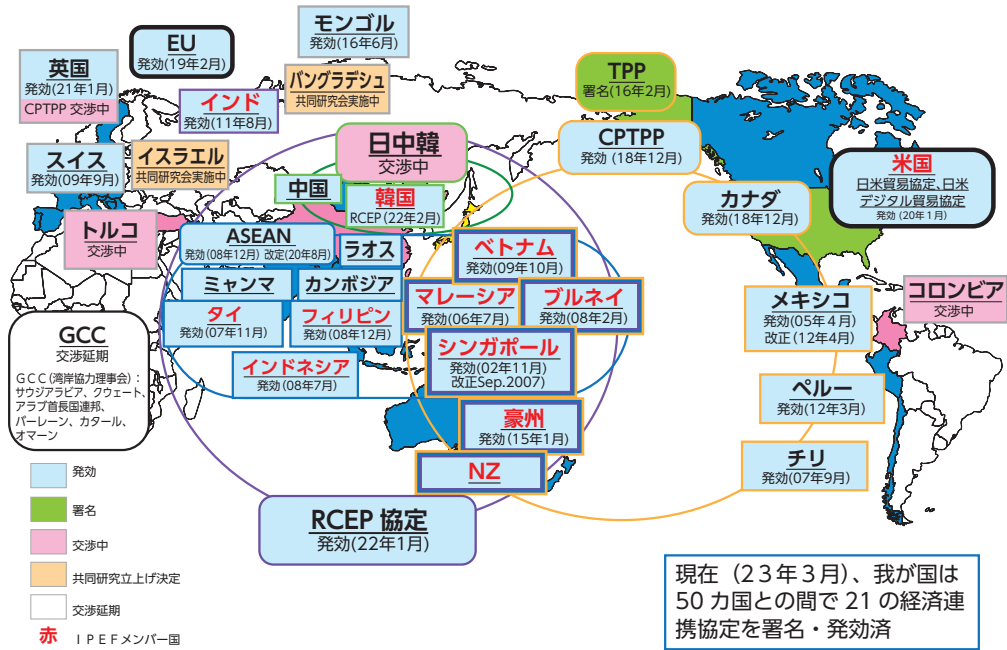 モンゴル
発効(16年6月)
EU
発効(19年2月)
英国
発効(21年1月)
CPTPP 交渉中
バングラデシュ
共同研究会実施中
インド
発効(11年8月)
TPP
署名(16年2月)
CPTPP
発効 (18年12月)
日中韓
交渉中
スイス
発効(09年9月)
イスラエル
共同研究会実施中
中国
韓国
RCEP (22年2月)
カナダ
発効(18年12月)
米国
日米貿易協定、日米
デジタル貿易協定
発効 (20年1月)
トルコ
交渉中
ASEAN
発効(08年12月) 改定(20年8月)
ラオス
ベトナム
発効(09年10月)
ミャンマ
カンボジア
マレーシア
発効(06年7月)
ブルネイ
発効(08年2月)
タイ
発効(07年11月)
フィリピン
発効(08年12月)
インドネシア
発効(08年7月)
シンガポール
発効(02年11月)
改正Sep.2007)
メキシコ
発効(05年4月)
改正 (12年4月)
コロンビア
交渉中
GCC
交渉延期
GCC(湾岸協力理事会)：
サウジアラビア、クウェート、
アラブ首長国連邦、
バーレーン、カタール、
オマーン
豪州
発効(15年1月)
ペルー
発効(12年3月)
NZ
チリ
発効(07年9月)
RCEP 協定
発効(22年1月)
発効
署名
交渉中
共同研究立上げ決定
交渉延期
赤 IPEFメンバー国
現在（23年3月）、我が国は
50 カ国との間で 21 の経済連
携協定を署名・発効済